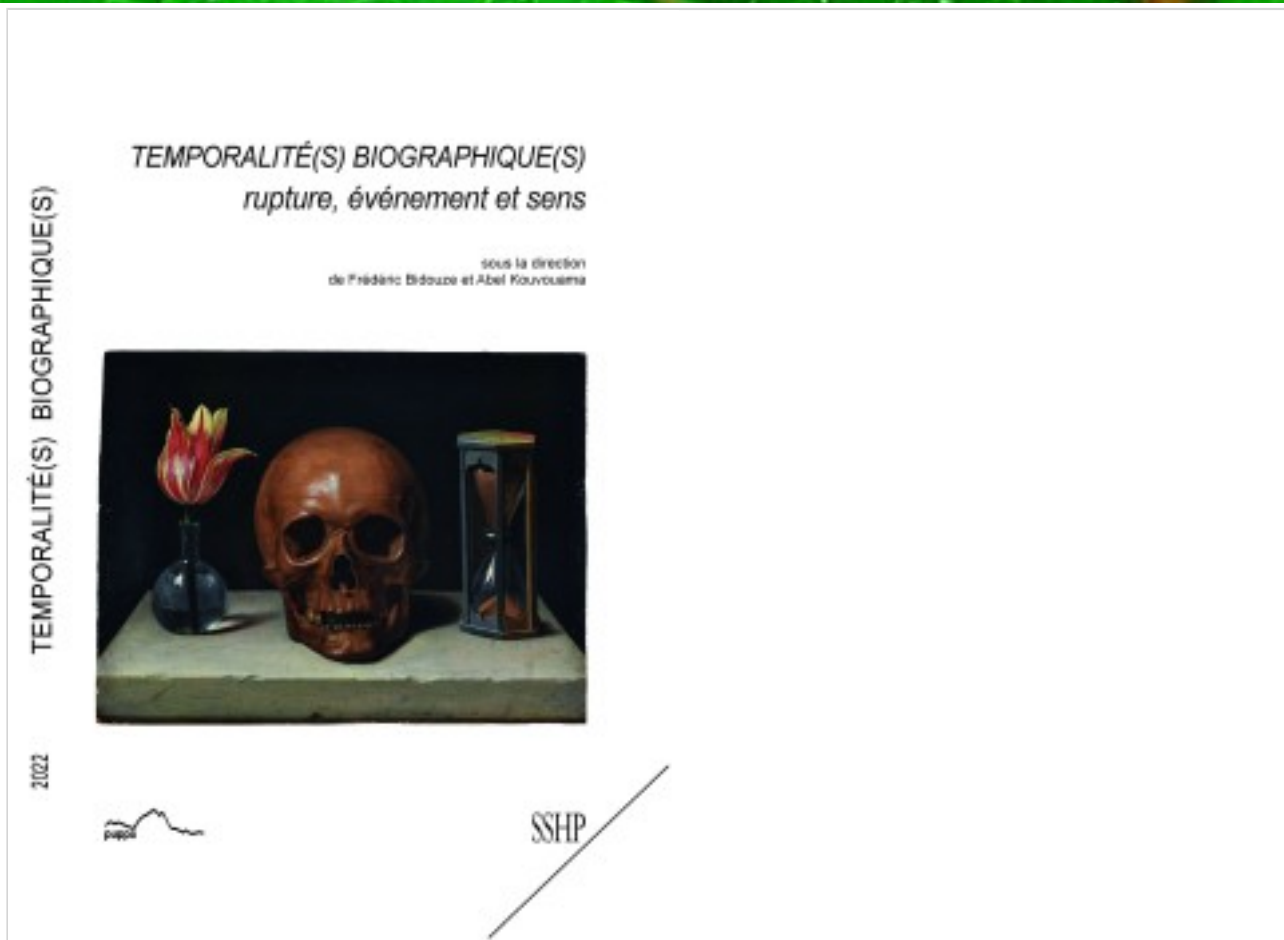 TEMPORALITÉ(S) BIOGRAPHIQUE(S)
rupture, événement et sens
sous la direction
de Frédéric Bidouze et Abel Kouvouama
TEMPORALITÉ(S) BIOGRAPHIQUE(S)
2022
puppa
SSHP